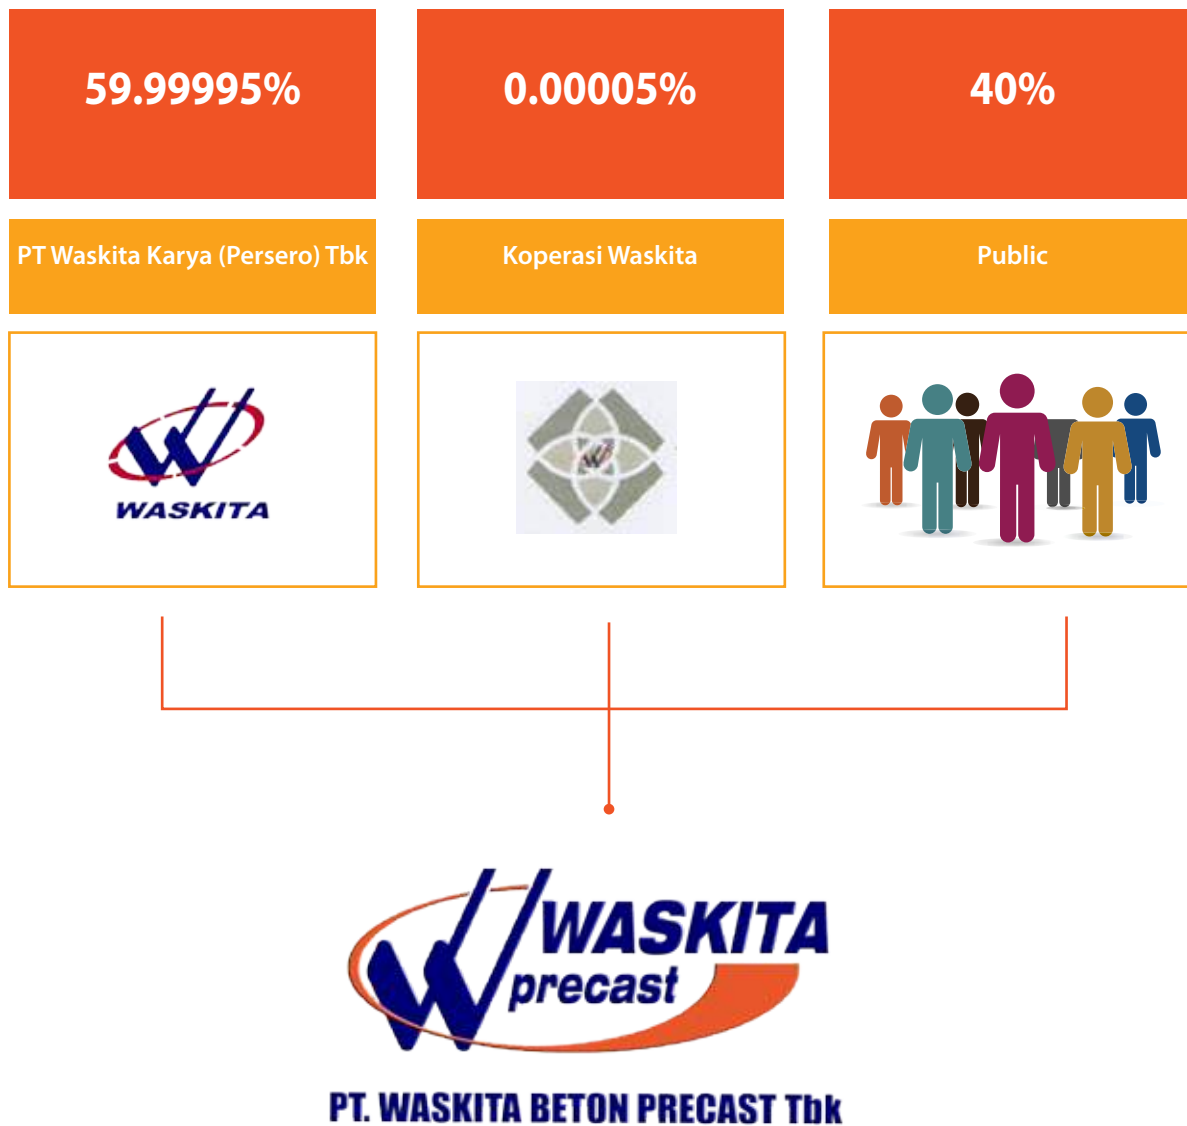 59.99995%
0.00005%
40%
PT Waskita Karya (Persero) Tbk
Koperasi Waskita
Public
WASKITA
WASKITA
precast
PT. WASKITA BETON PRECAST Tbk